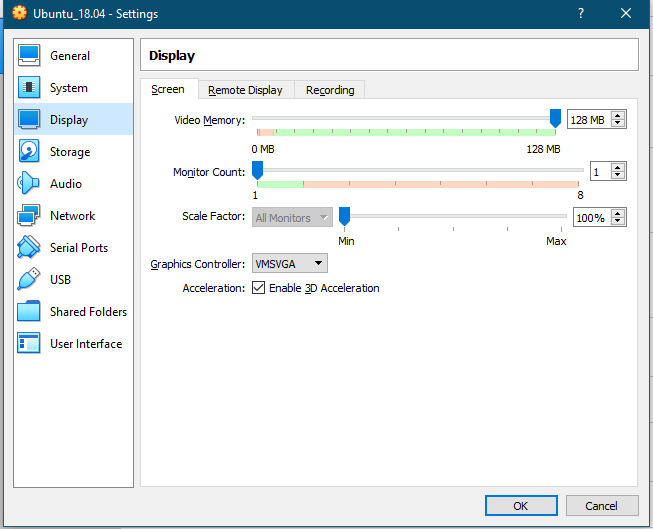 Ubuntu_18.04 - Settings
?
General
System
Display
Storage
Audio
Network
Serial Ports
USB
Shared Folders
User Interface
Display
Screen Remote Display Recording
Video Memory: 128 MB
0 MB 128 MB
Monitor Count: 1
1 8
Scale Factor: All Monitors 100%
Min Max
Graphics Controller: VMSVGA
Acceleration: Enable 3D Acceleration
OK Cancel